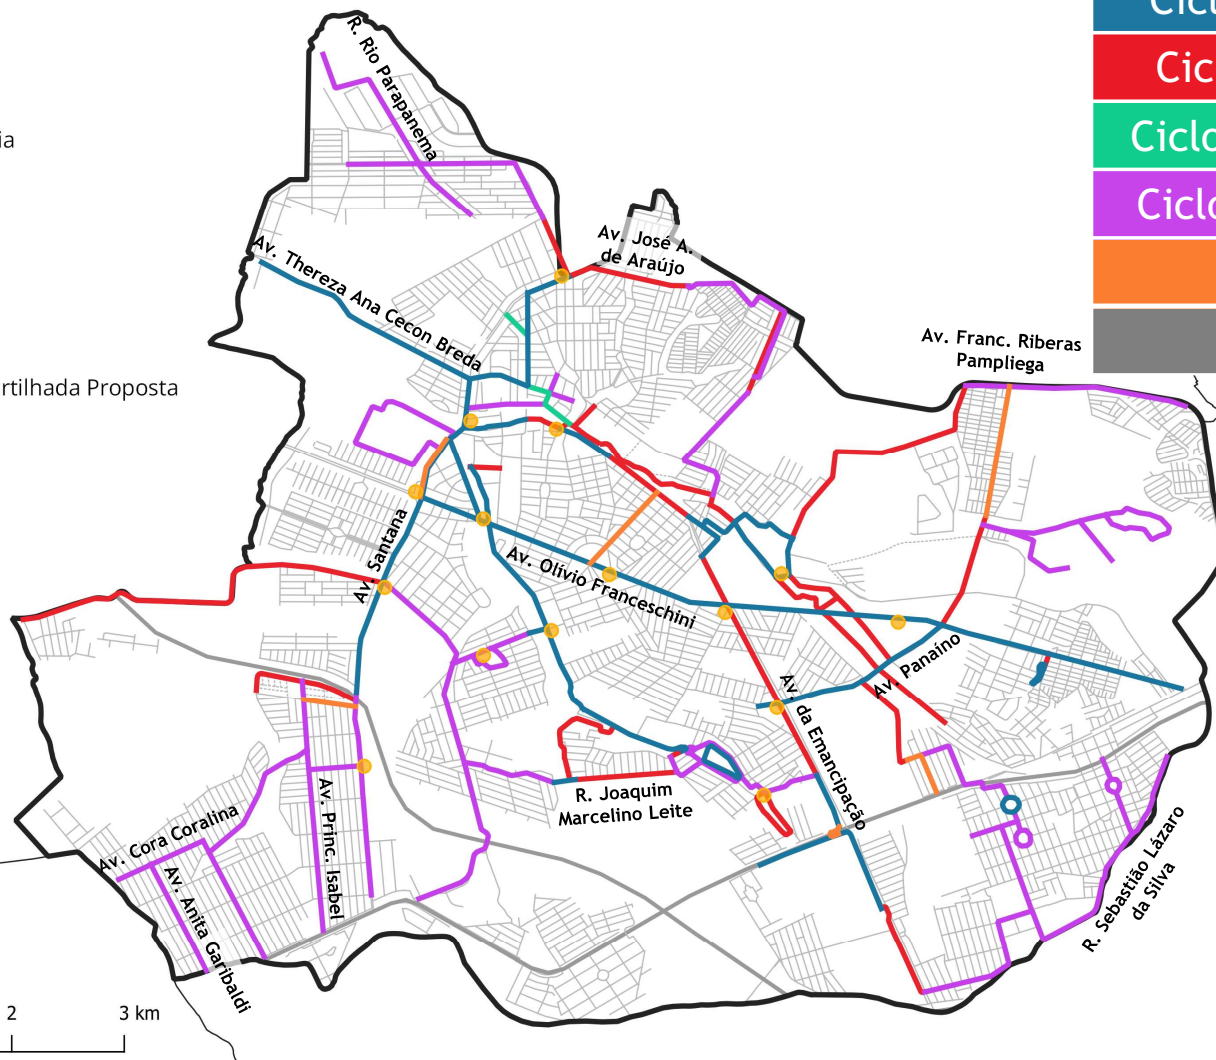 Cicl
R. Rio Parapanema
Cic
ia
Ciclo
Ciclo
Av. José A.
de Araújo
Av. Thereza Ana Cecon Breda
Av. Franc. Riberas
Pampliega
rtilhada Proposta
Av. Santana
Av. Olívio Franceschini
Av. Panaíno
Av. da Emancipação
R. Joaquim
Marcelino Leite
Av. Princ. Isabel
Av. Cora Coralina
Av. Anita Garibaldi
R. Sebastião Lázaro
da Silva
2
3 km